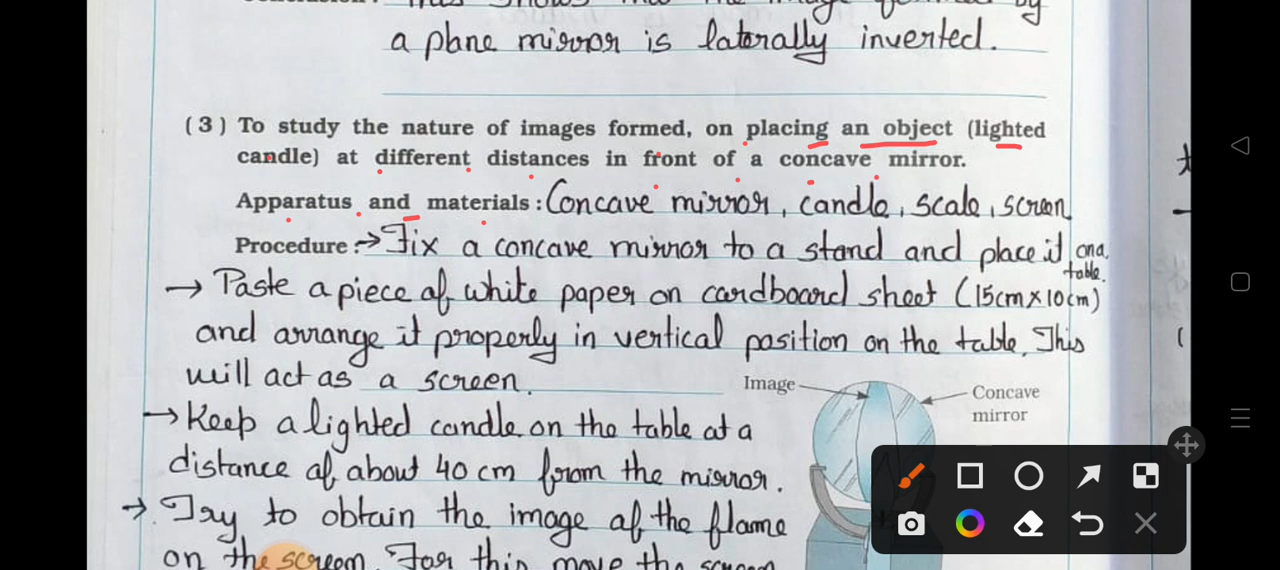 a plane mirror is laterally inverted.
(3) To study the nature of images formed, on placing an object (lighted
candle) at different distances in front of a concave mirror.
Apparatus and materials : Concave mirror, candle, scale, screen
Procedure :→ Fix a concave mirror to a stand and place it on a
table.
→ Paste a piece of white paper on cardboard sheet (15cm x 10cm)
and arrange it properly in vertical position on the table. This
will act as a screen.
Image
Concave
mirror
→ Keep a lighted candle on the table at a
distance of about 40 cm from the mirror.
→ Try to obtain the image of the flame
on the screen. For this move the screen